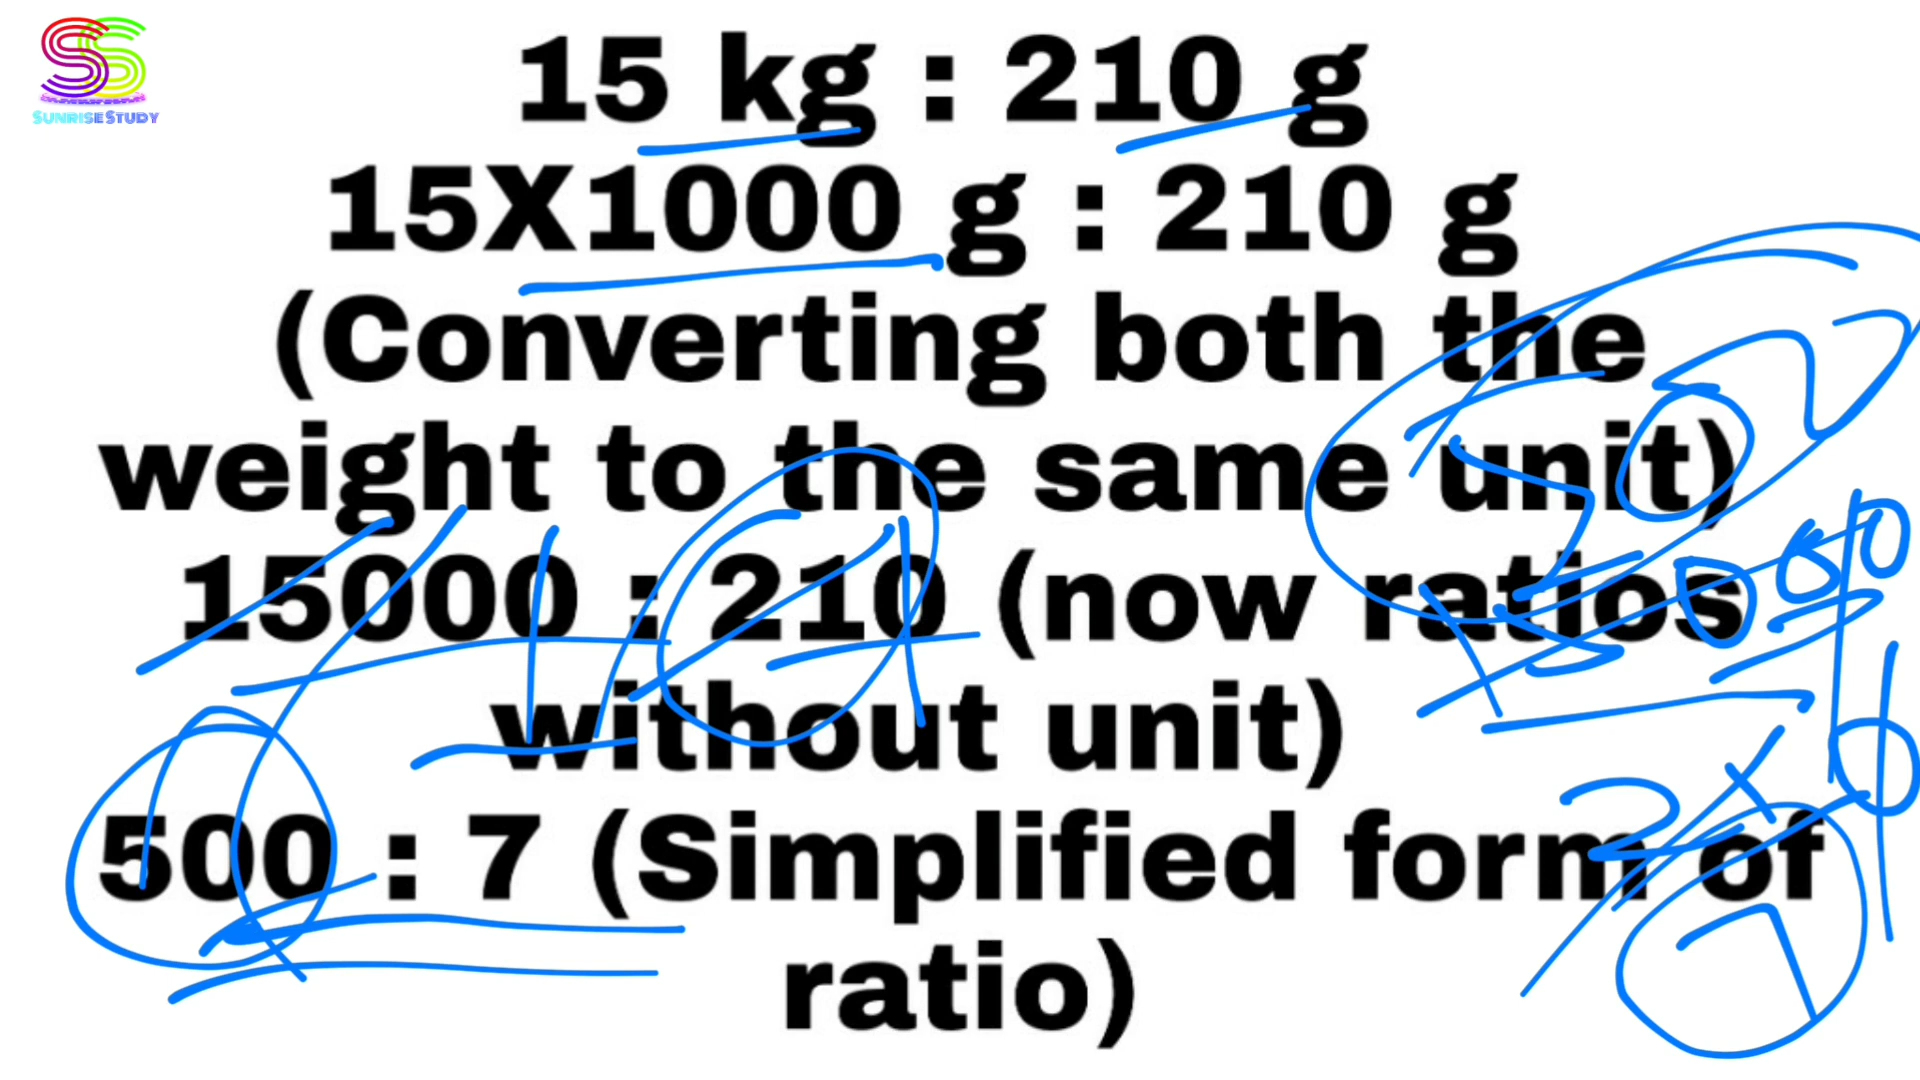 SUNRISESTUDY
15 kg : 210 g
15X1000 g : 210 g
(Converting both the
weight to the same unit)
15000 : 210 (now ratios
without unit)
500 : 7 (Simplified form of
ratio)